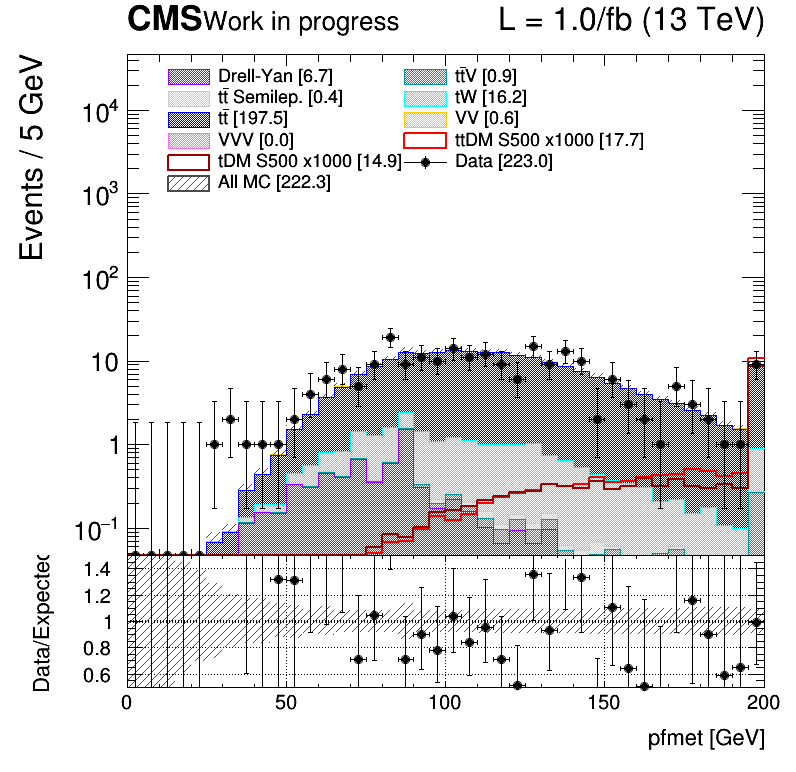 CMS Work in progress L = 1.0/fb (13 TeV)
Events / 5 GeV
Drell-Yan [6.7] tt̄V [0.9]
tt̄ Semilep. [0.4] tW [16.2]
tt̄ [197.5] VV [0.6]
VVV [0.0] ttDM S500 x1000 [17.7]
tDM S500 x1000 [14.9] Data [223.0]
All MC [222.3]
10⁴
10³
10²
10
1
10⁻¹
Data/Expected
1.4
1.2
1
0.8
0.6
0 50 100 150 200
pfmet [GeV]